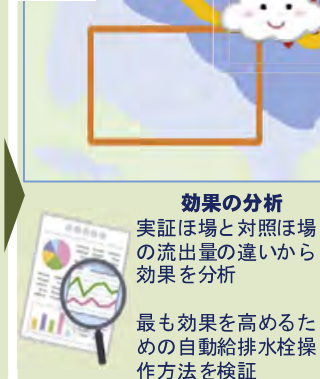 効果の分析
実証ほ場と対照ほ場
の流出量の違いから
効果を分析
最も効果を高めるた
めの自動給排水栓操
作方法を検証